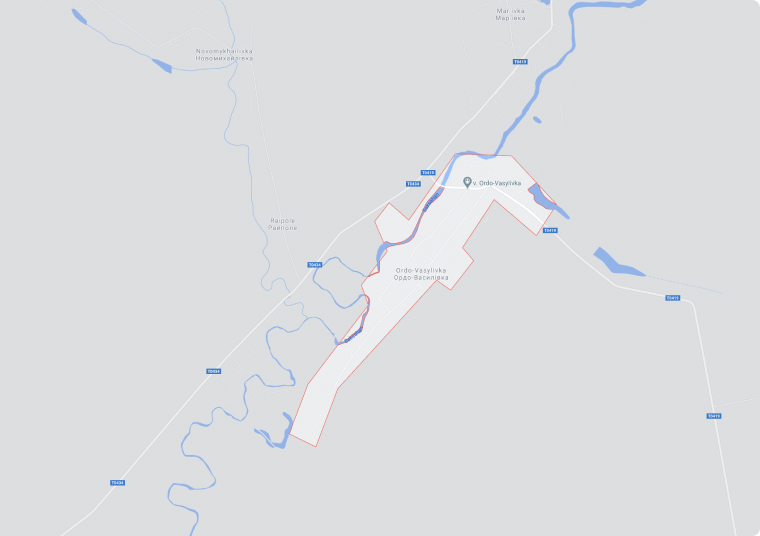 Mar'ivka
Мар'ївка
Novomykhailivka
Новомихайлівка
T0419
T0419
T0434
v. Ordo-Vasylivka
Raipole
Райполе
T0419
T0434
Ordo-Vasylivka
Ордо-Василівка
T0419
T0434
T0419
T0434